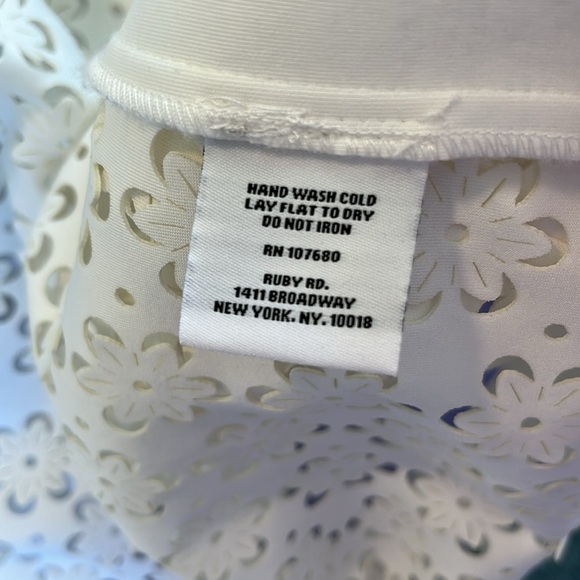 HAND WASH COLD
LAY FLAT TO DRY
DO NOT IRON
RN 107680
RUBY RD.
1411 BROADWAY
NEW YORK. NY. 10018